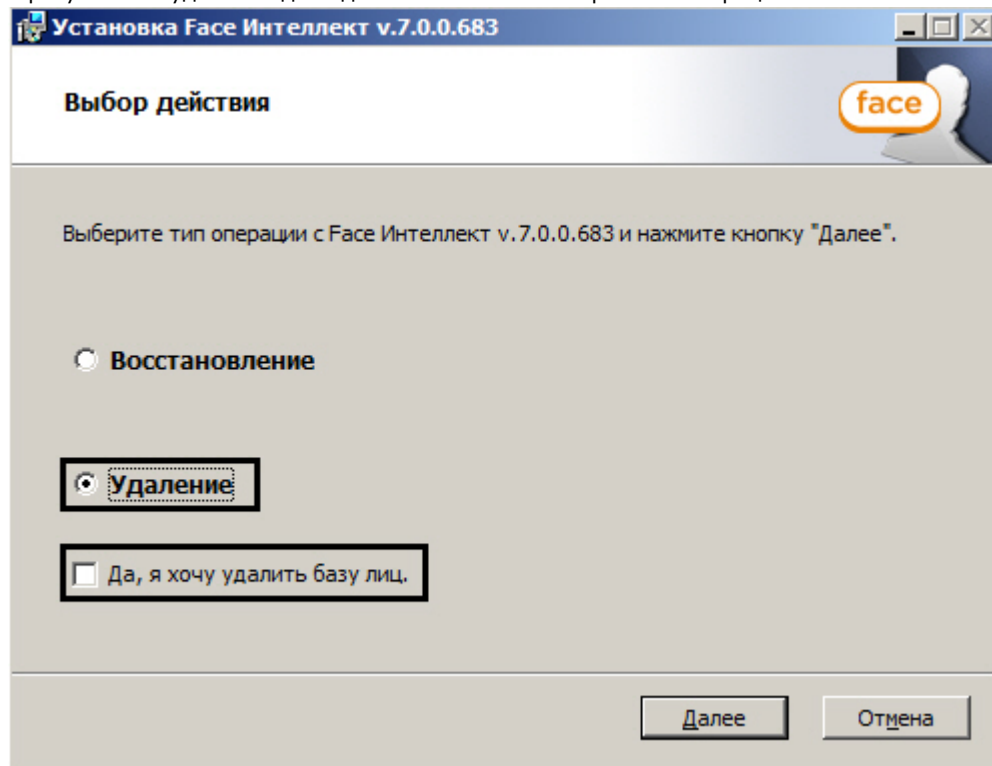 Установка Face Интеллект v.7.0.0.683
Выбор действия
face
Выберите тип операции с Face Интеллект v.7.0.0.683 и нажмите кнопку "Далее".
Восстановление
Удаление
Да, я хочу удалить базу лиц.
Далее
Отмена